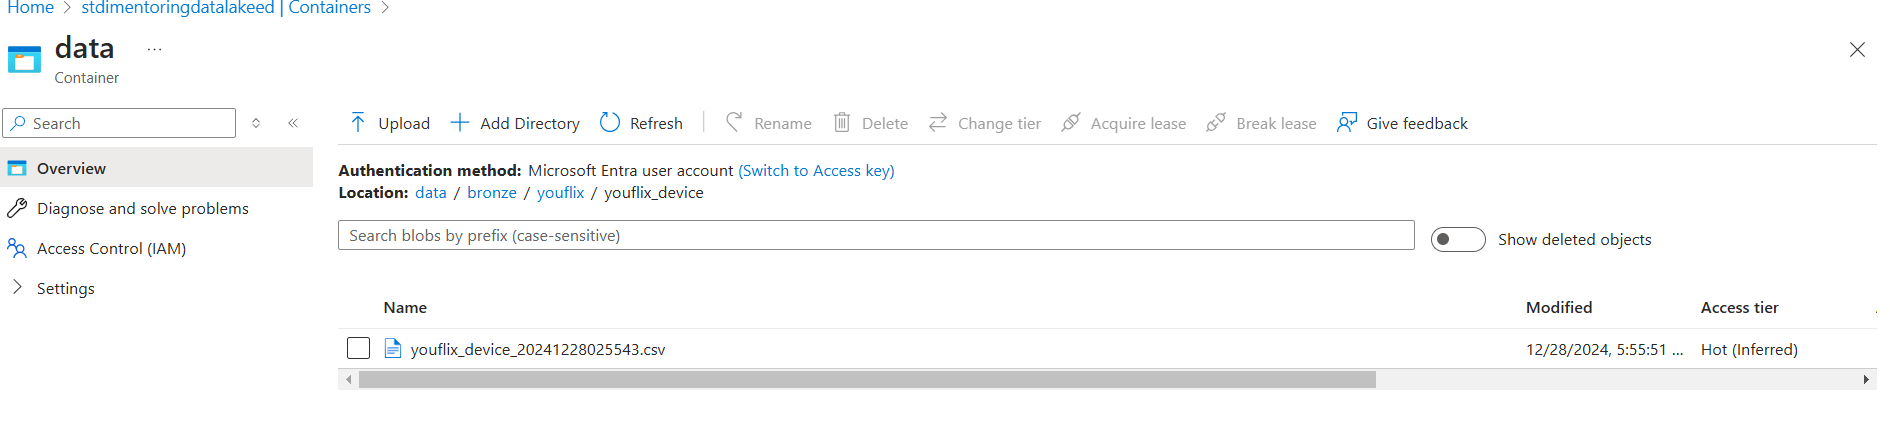 Home > stdimentoringdatalakeed | Containers >
data ...
Container
Search
Upload Add Directory Refresh Rename Delete Change tier Acquire lease Break lease Give feedback
Overview
Diagnose and solve problems
Access Control (IAM)
Settings
Authentication method: Microsoft Entra user account (Switch to Access key)
Location: data / bronze / youflix / youflix_device
Search blobs by prefix (case-sensitive)
Show deleted objects
Name Modified Access tier
youflix_device_20241228025543.csv 12/28/2024, 5:55:51 ... Hot (Inferred)